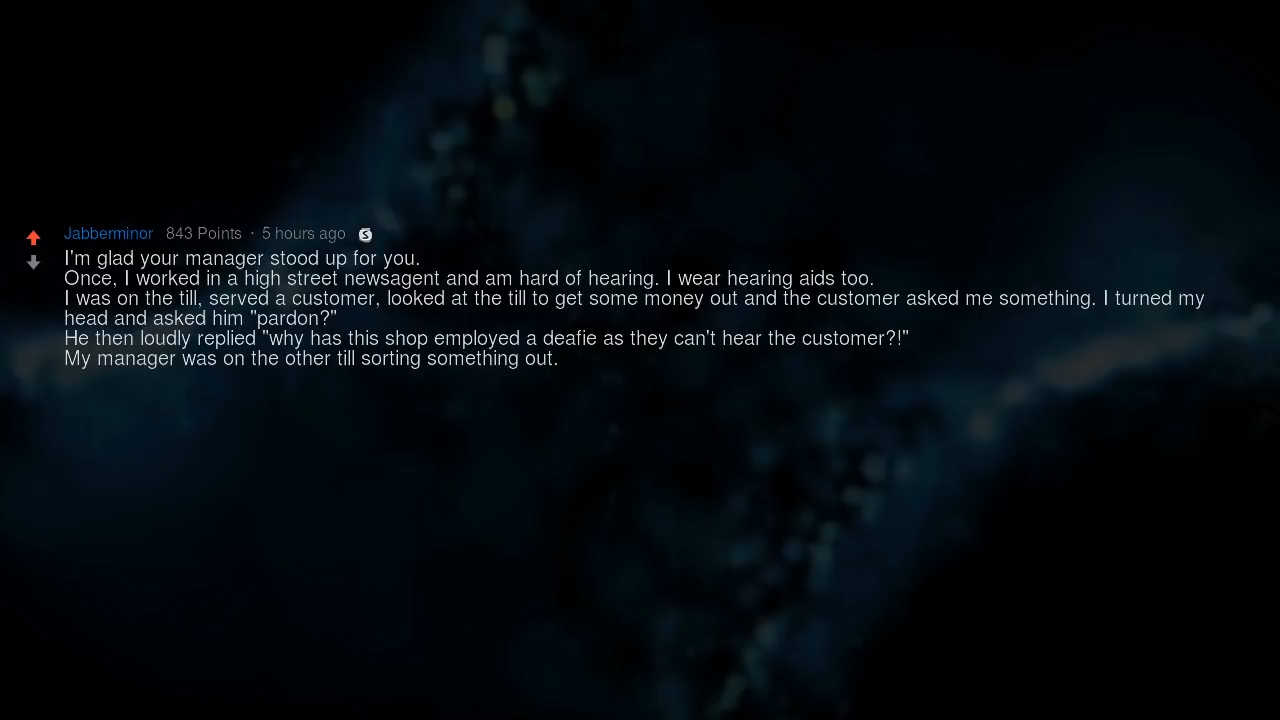 Jabberminor 843 Points · 5 hours ago
I'm glad your manager stood up for you.
Once, I worked in a high street newsagent and am hard of hearing. I wear hearing aids too.
I was on the till, served a customer, looked at the till to get some money out and the customer asked me something. I turned my
head and asked him "pardon?"
He then loudly replied "why has this shop employed a deafie as they can't hear the customer?!"
My manager was on the other till sorting something out.